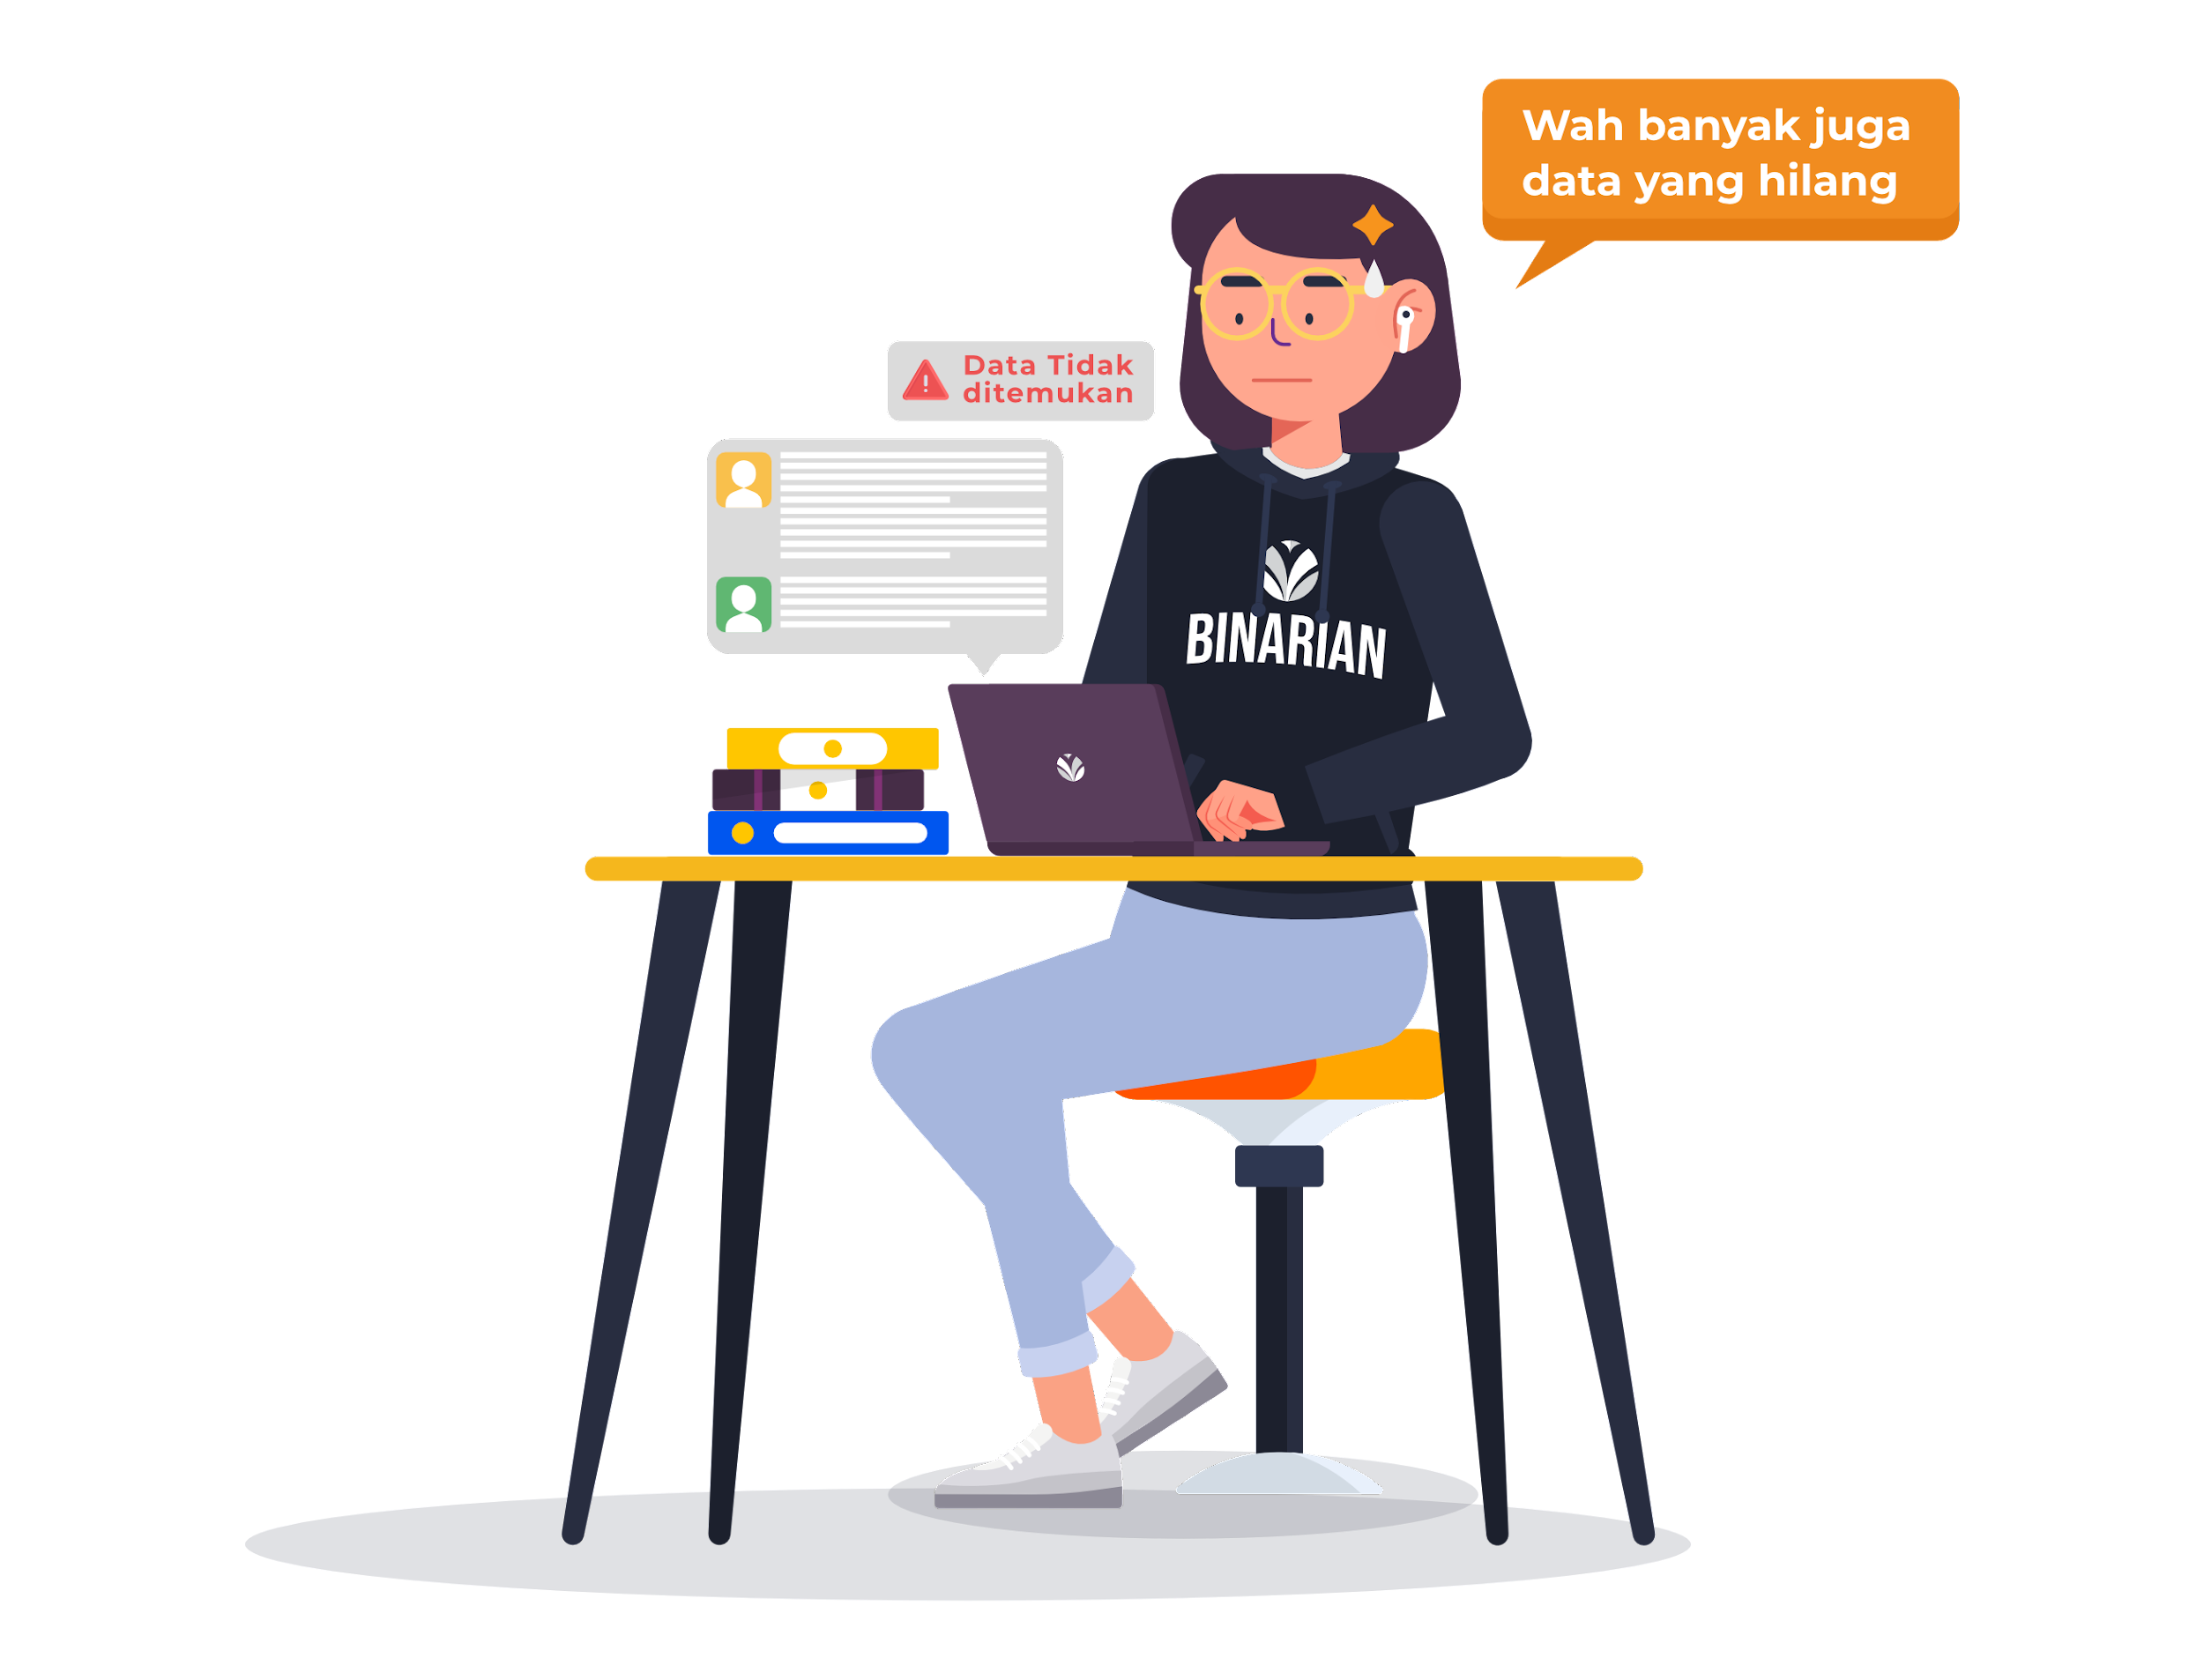 Wah banyak juga
data yang hilang
Data Tidak
ditemukan
BINARIAN